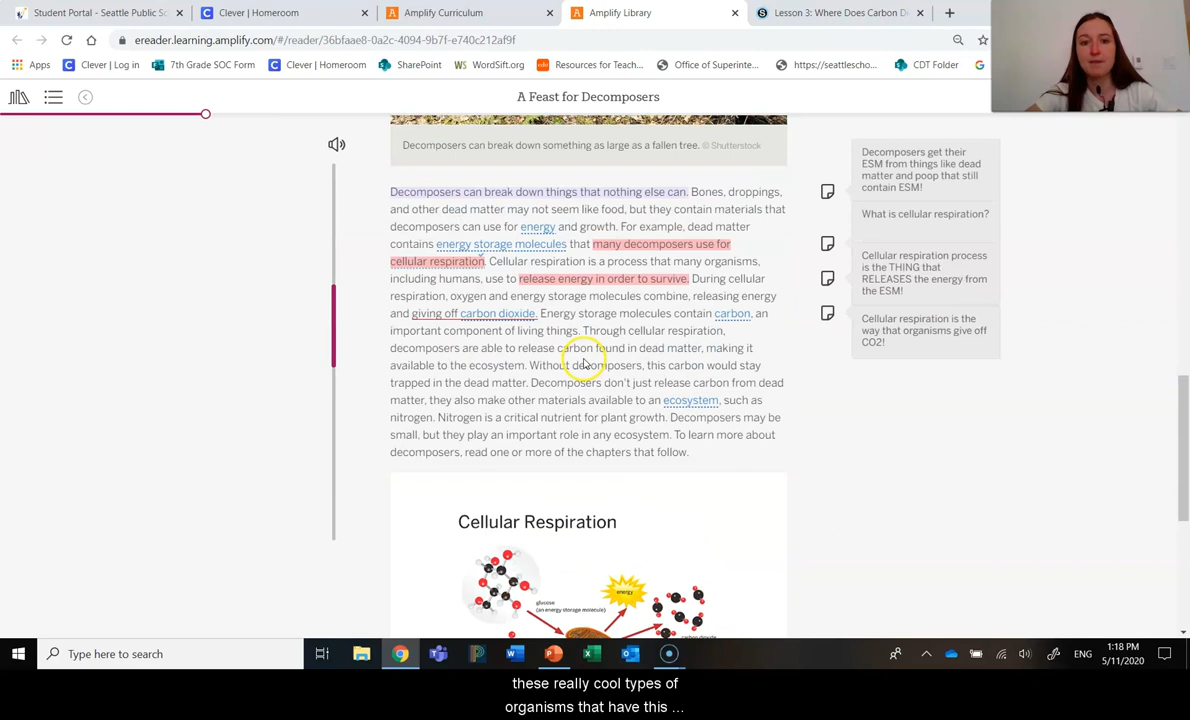 Student Portal - Seattle Public Sc
Clever | Homeroom
Amplify Curriculum
Amplify Library
Lesson 3: Where Does Carbon Di
ereader.learning.amplify.com/#/reader/36bfaae8-0a2c-4094-9b7f-e740c212af9f
Apps
Clever | Log in
7th Grade SOC Form
Clever | Homeroom
SharePoint
WordSift.org
Resources for Teac...
Office of Superinte...
https://seattlescho...
CDT Folder
A Feast for Decomposers
Decomposers can break down something as large as a fallen tree. © Shutterstock
Decomposers can break down things that nothing else can. Bones, droppings,
and other dead matter may not seem like food, but they contain materials that
decomposers can use for energy and growth. For example, dead matter
contains energy storage molecules that many decomposers use for
cellular respiration. Cellular respiration is a process that many organisms,
including humans, use to release energy in order to survive. During cellular
respiration, oxygen and energy storage molecules combine, releasing energy
and giving off carbon dioxide. Energy storage molecules contain carbon, an
important component of living things. Through cellular respiration,
decomposers are able to release carbon found in dead matter, making it
available to the ecosystem. Without decomposers, this carbon would stay
trapped in the dead matter. Decomposers don't just release carbon from dead
matter, they also make other materials available to an ecosystem, such as
nitrogen. Nitrogen is a critical nutrient for plant growth. Decomposers may be
small, but they play an important role in any ecosystem. To learn more about
decomposers, read one or more of the chapters that follow.
Decomposers get their
ESM from things like dead
matter and poop that still
contain ESM!
What is cellular respiration?
Cellular respiration process
is the THING that
RELEASES the energy from
the ESM!
Cellular respiration is the
way that organisms give off
CO2!
Cellular Respiration
glucose
(an energy storage molecule)
energy
carbon dioxide
Type here to search
ENG
1:18 PM
5/11/2020
these really cool types of
organisms that have this ...